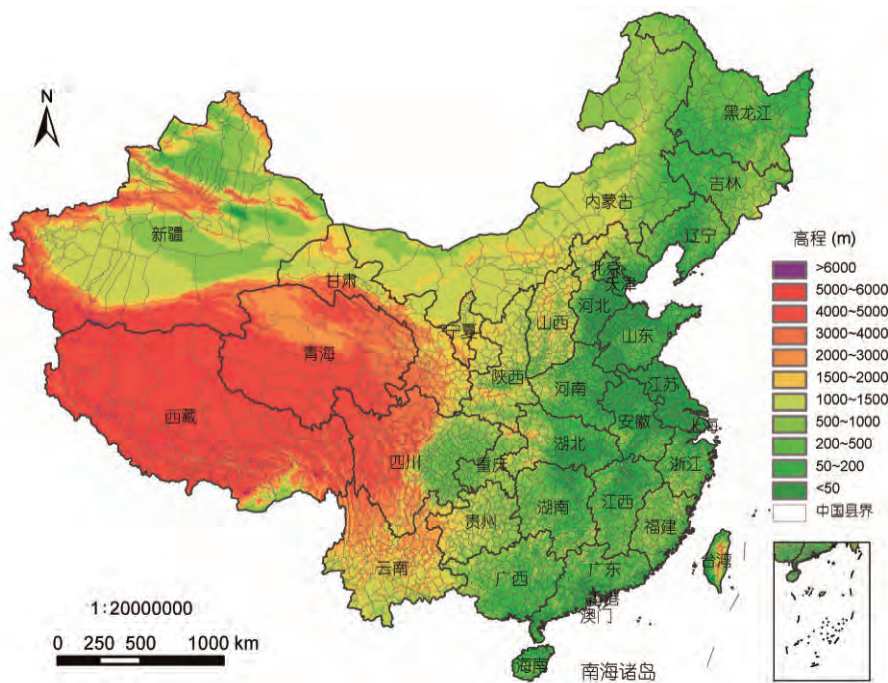 N
黑龙江
吉林
内蒙古
辽宁
新疆
北京
天津
甘肃
河北
宁夏
山西
山东
青海
陕西
河南
江苏
西藏
安徽
上海
四川
重庆
湖北
浙江
湖南
江西
贵州
福建
云南
台湾
广西
广东
香港
澳门
海南
南海诸岛
高程 (m)
>6000
5000~6000
4000~5000
3000~4000
2000~3000
1500~2000
1000~1500
500~1000
200~500
50~200
<50
中国县界
1:20000000
0 250 500 1000 km